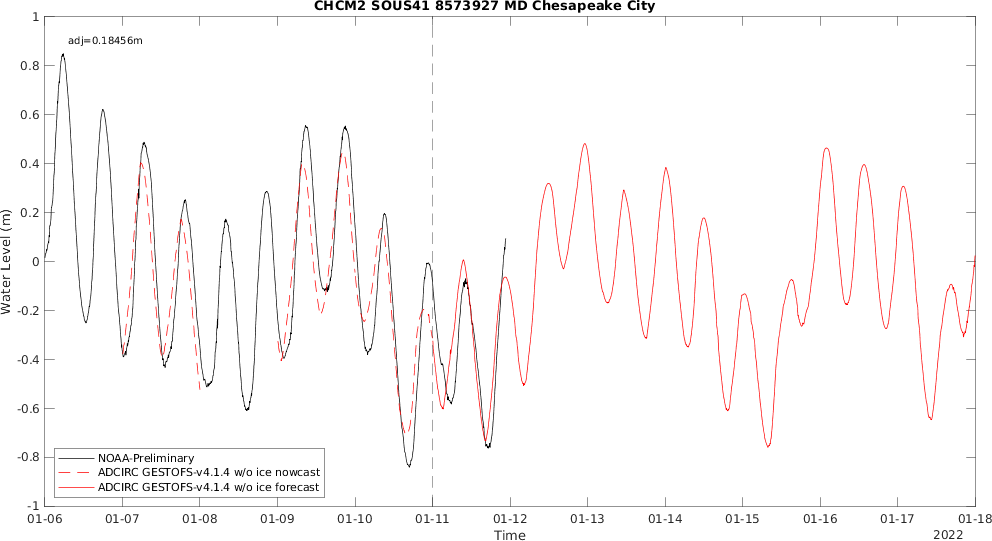 CHCM2 SOUS41 8573927 MD Chesapeake City
adj=0.18456m
1
0.8
0.6
0.4
0.2
0
-0.2
-0.4
-0.6
-0.8
-1
Water Level (m)
NOAA-Preliminary
ADCIRC GESTOFS-v4.1.4 w/o ice nowcast
ADCIRC GESTOFS-v4.1.4 w/o ice forecast
01-06 01-07 01-08 01-09 01-10 01-11 01-12 01-13 01-14 01-15 01-16 01-17 01-18
Time
2022